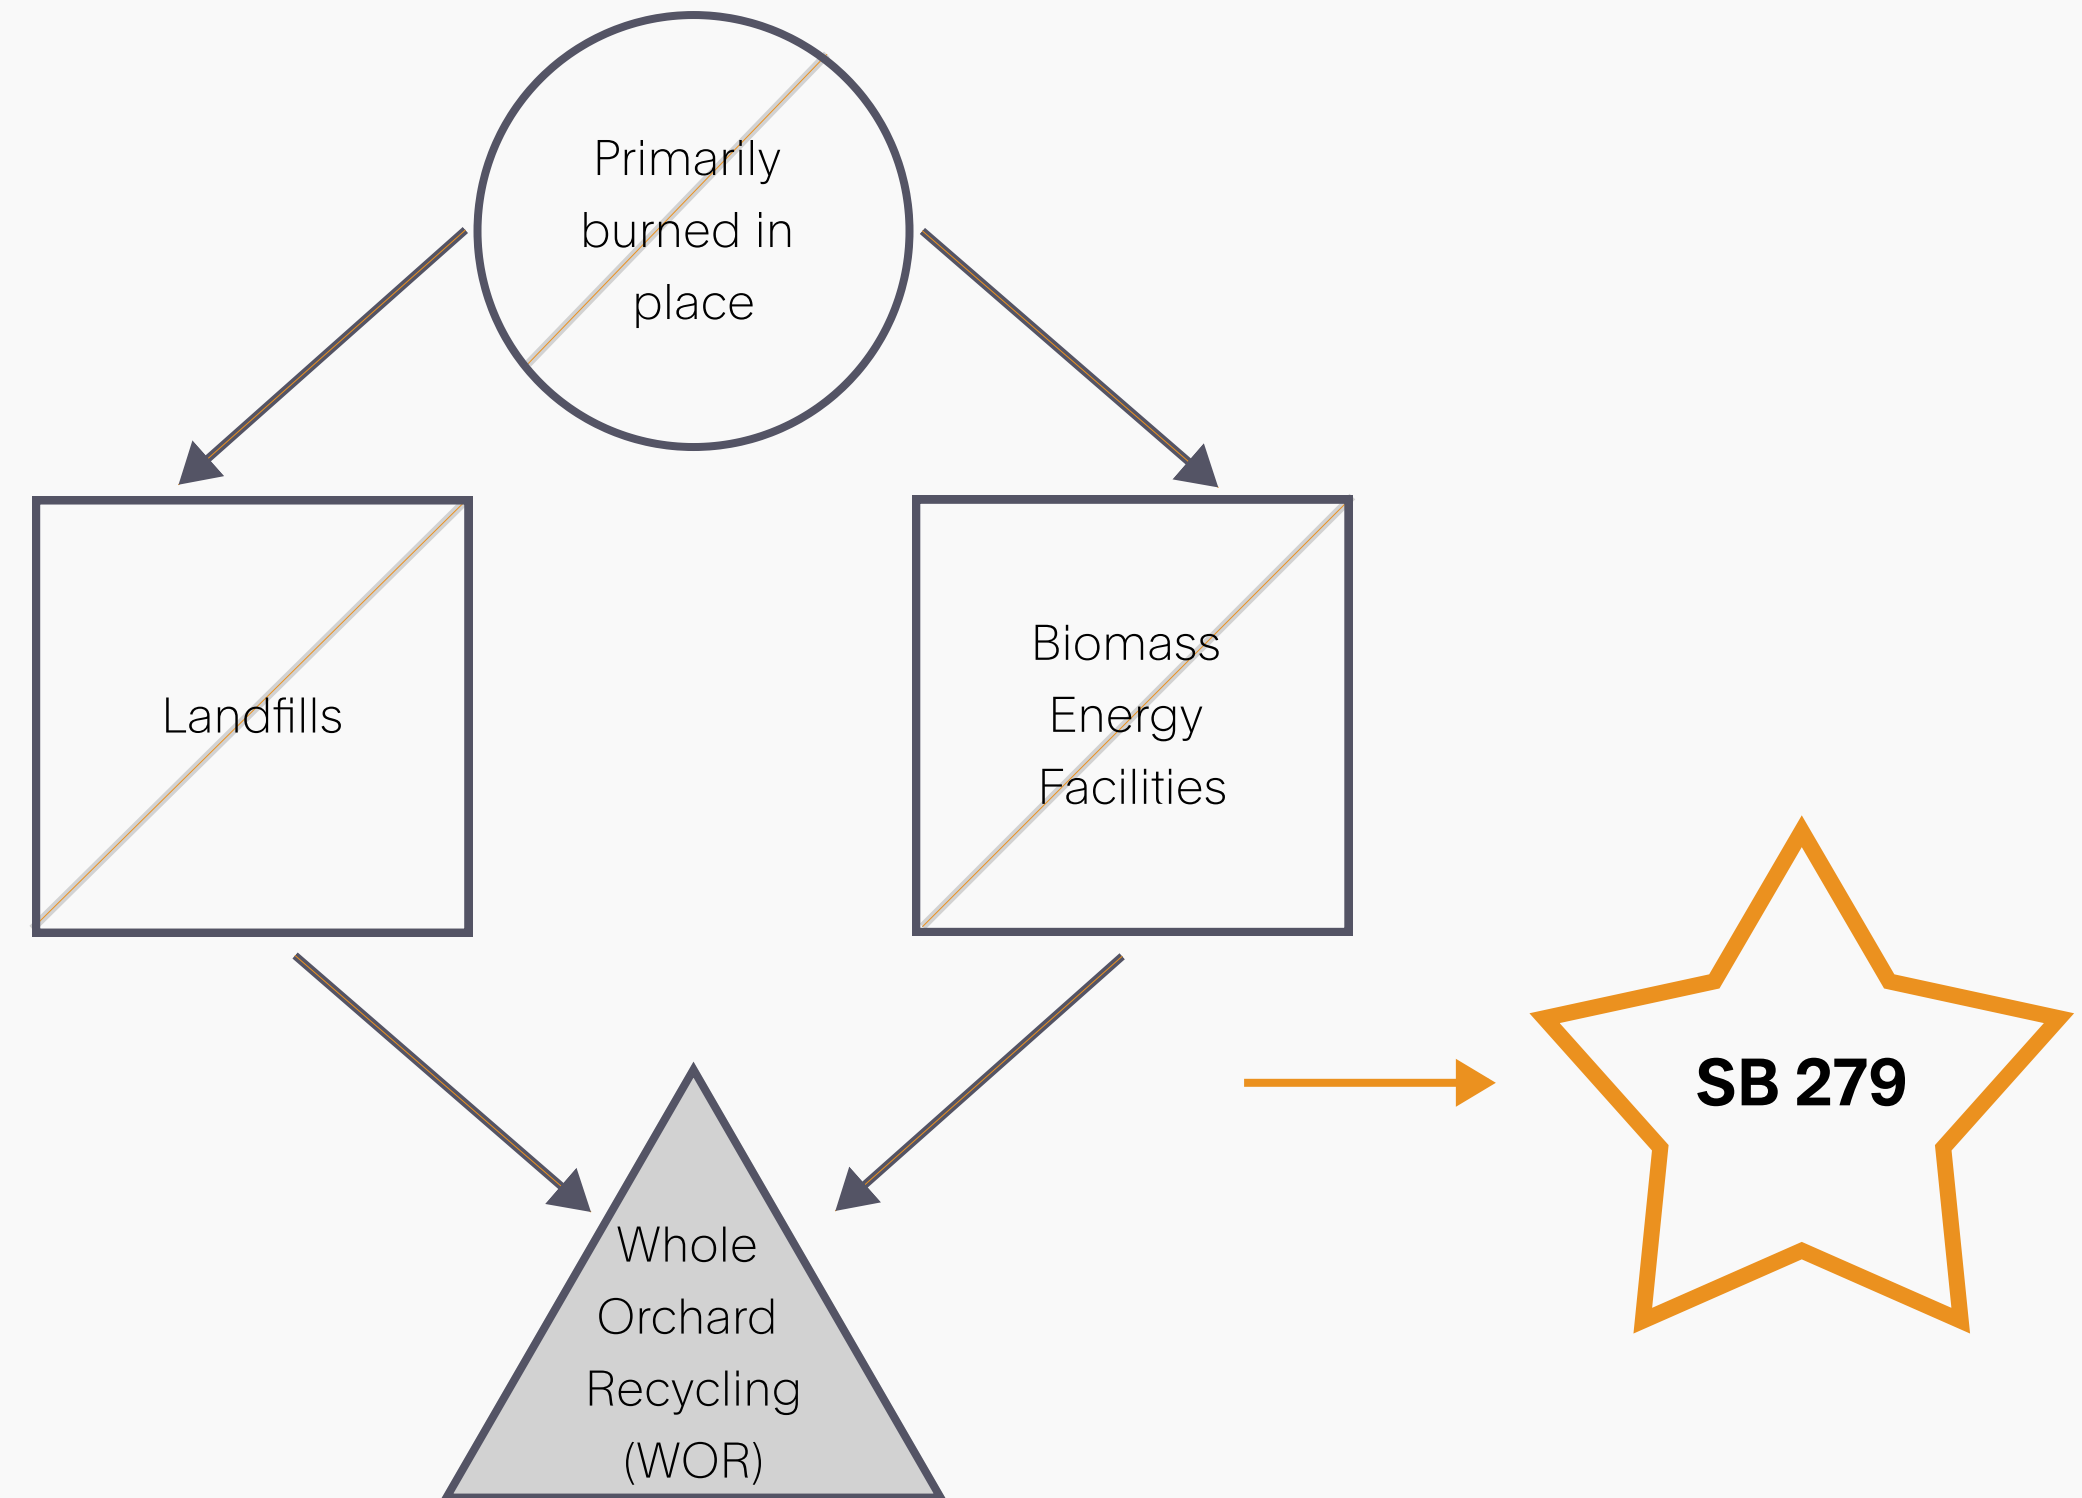 Primarily
burned in
place
Landfills
Biomass
Energy
Facilities
SB 279
Whole
Orchard
Recycling
(WOR)